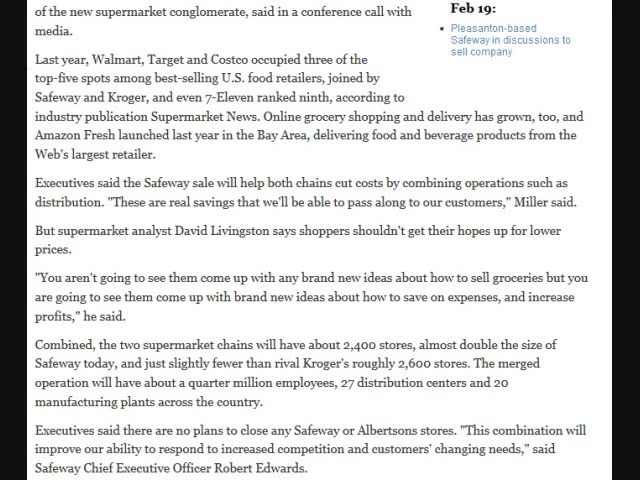 of the new supermarket conglomerate, said in a conference call with
media.
Feb 19:
Pleasanton-based
Safeway in discussions to
sell company
Last year, Walmart, Target and Costco occupied three of the
top-five spots among best-selling U.S. food retailers, joined by
Safeway and Kroger, and even 7-Eleven ranked ninth, according to
industry publication Supermarket News. Online grocery shopping and delivery has grown, too, and
Amazon Fresh launched last year in the Bay Area, delivering food and beverage products from the
Web's largest retailer.
Executives said the Safeway sale will help both chains cut costs by combining operations such as
distribution. "These are real savings that we'll be able to pass along to our customers," Miller said.
But supermarket analyst David Livingston says shoppers shouldn't get their hopes up for lower
prices.
"You aren't going to see them come up with any brand new ideas about how to sell groceries but you
are going to see them come up with brand new ideas about how to save on expenses, and increase
profits," he said.
Combined, the two supermarket chains will have about 2,400 stores, almost double the size of
Safeway today, and just slightly fewer than rival Kroger's roughly 2,600 stores. The merged
operation will have about a quarter million employees, 27 distribution centers and 20
manufacturing plants across the country.
Executives said there are no plans to close any Safeway or Albertsons stores. "This combination will
improve our ability to respond to increased competition and customers' changing needs," said
Safeway Chief Executive Officer Robert Edwards.